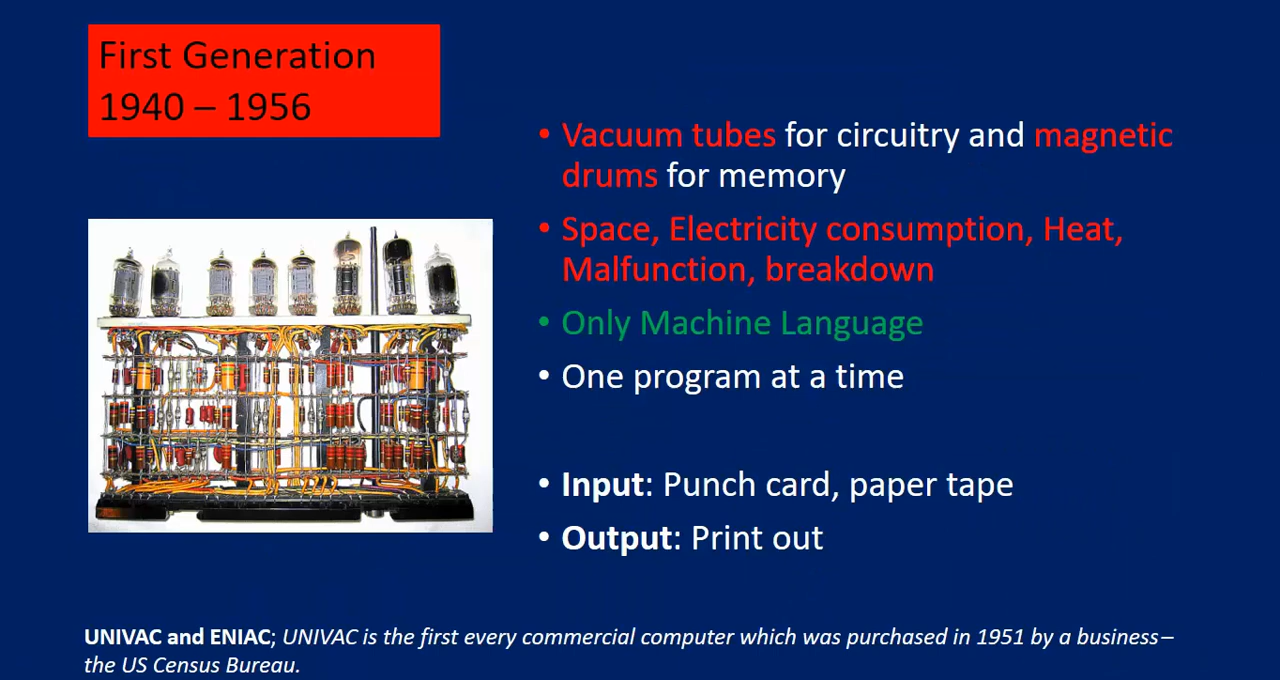 First Generation
1940 – 1956
• Vacuum tubes for circuitry and magnetic
drums for memory
• Space, Electricity consumption, Heat,
Malfunction, breakdown
• Only Machine Language
• One program at a time
• Input: Punch card, paper tape
• Output: Print out
UNIVAC and ENIAC; UNIVAC is the first every commercial computer which was purchased in 1951 by a business–
the US Census Bureau.